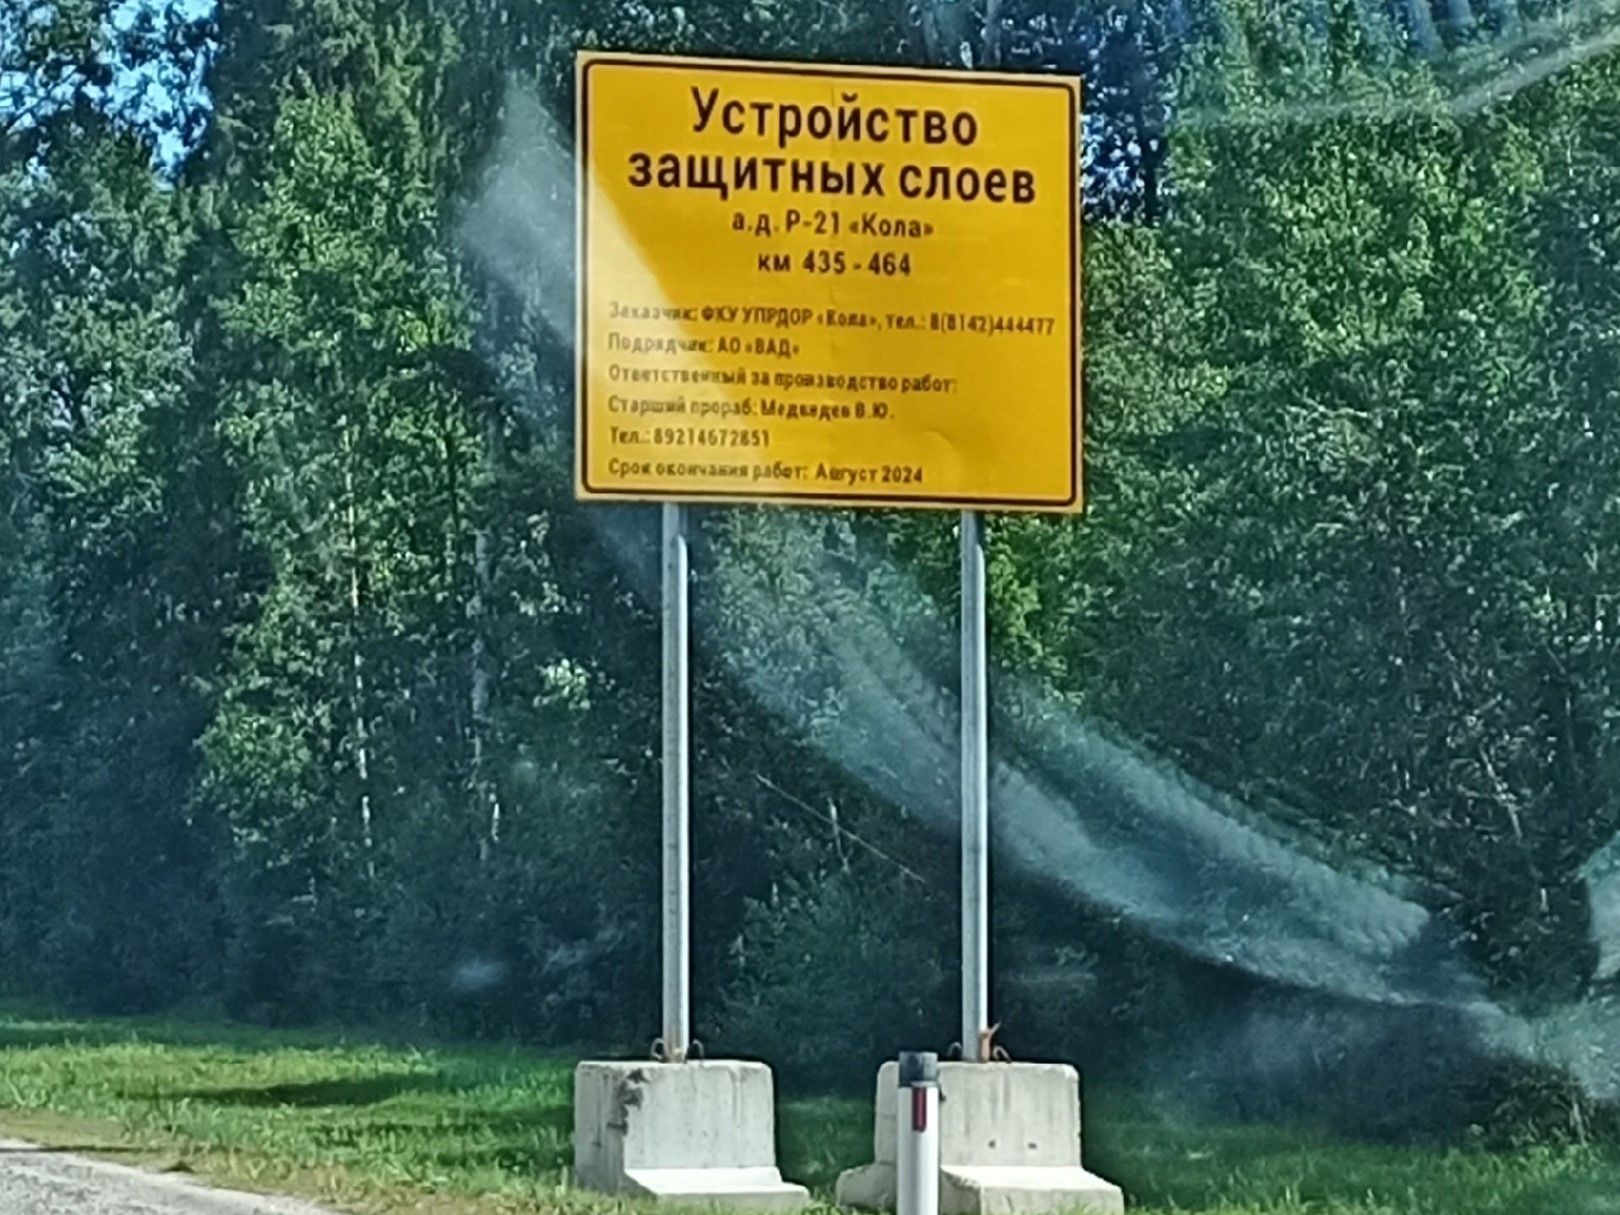 Устройство
защитных слоев
а.д. Р-21 «Кола»
км 435 - 464
Заказчик: ФКУ УПРДОР «Кола», тел.: 8(8142)444477
Подрядчик: АО «ВАД»
Ответственный за производство работ:
Старший прораб: Медведев В.Ю.
Тел.: 89214672851
Срок окончания работ: Август 2024